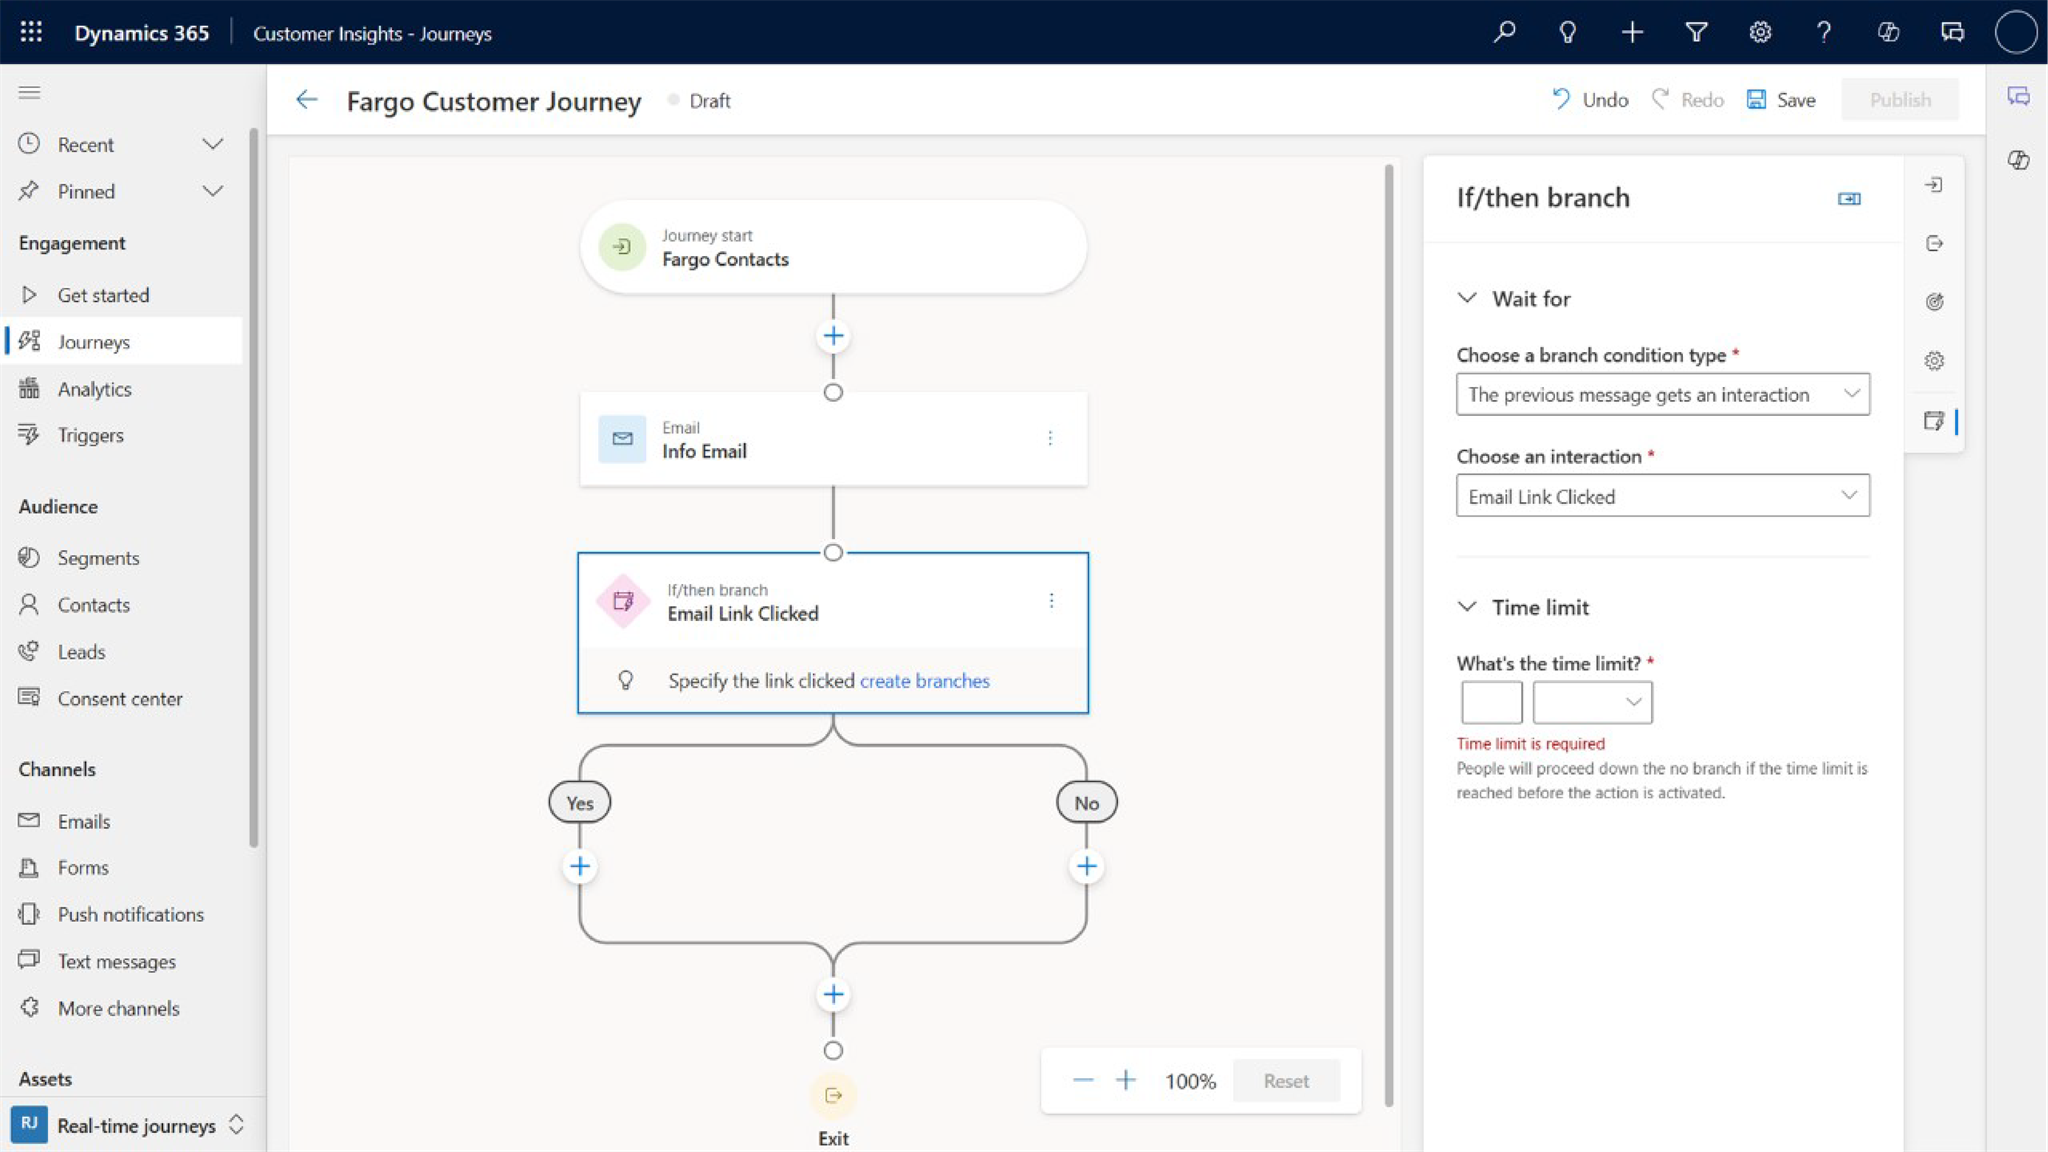 Dynamics 365
Customer Insights - Journeys
Fargo Customer Journey
Draft
Undo
Redo
Save
Publish
Recent
Pinned
Engagement
Get started
Journeys
Analytics
Triggers
Audience
Segments
Contacts
Leads
Consent center
Channels
Emails
Forms
Push notifications
Text messages
More channels
Assets
RJ
Real-time journeys
Journey start
Fargo Contacts
Email
Info Email
If/then branch
Email Link Clicked
Specify the link clicked create branches
Yes
No
Exit
100%
Reset
If/then branch
Wait for
Choose a branch condition type *
The previous message gets an interaction
Choose an interaction *
Email Link Clicked
Time limit
What's the time limit? *
Time limit is required
People will proceed down the no branch if the time limit is
reached before the action is activated.